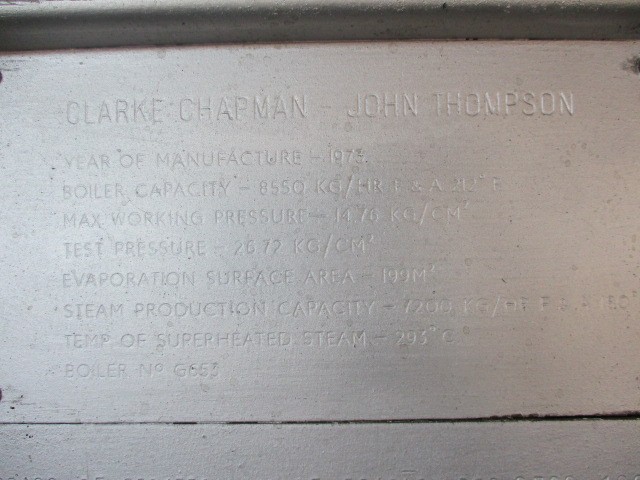 CLARKE CHAPMAN - JOHN THOMPSON
YEAR OF MANUFACTURE - 1973
BOILER CAPACITY - 8550 KG/HR F & A 212° F
MAX WORKING PRESSURE - 14.76 KG/CM²
TEST PRESSURE - 26.72 KG/CM²
EVAPORATION SURFACE AREA - 199M²
STEAM PRODUCTION CAPACITY - 7200 KG/HR F & A
TEMP OF SUPERHEATED STEAM - 293° C
BOILER Nº G653